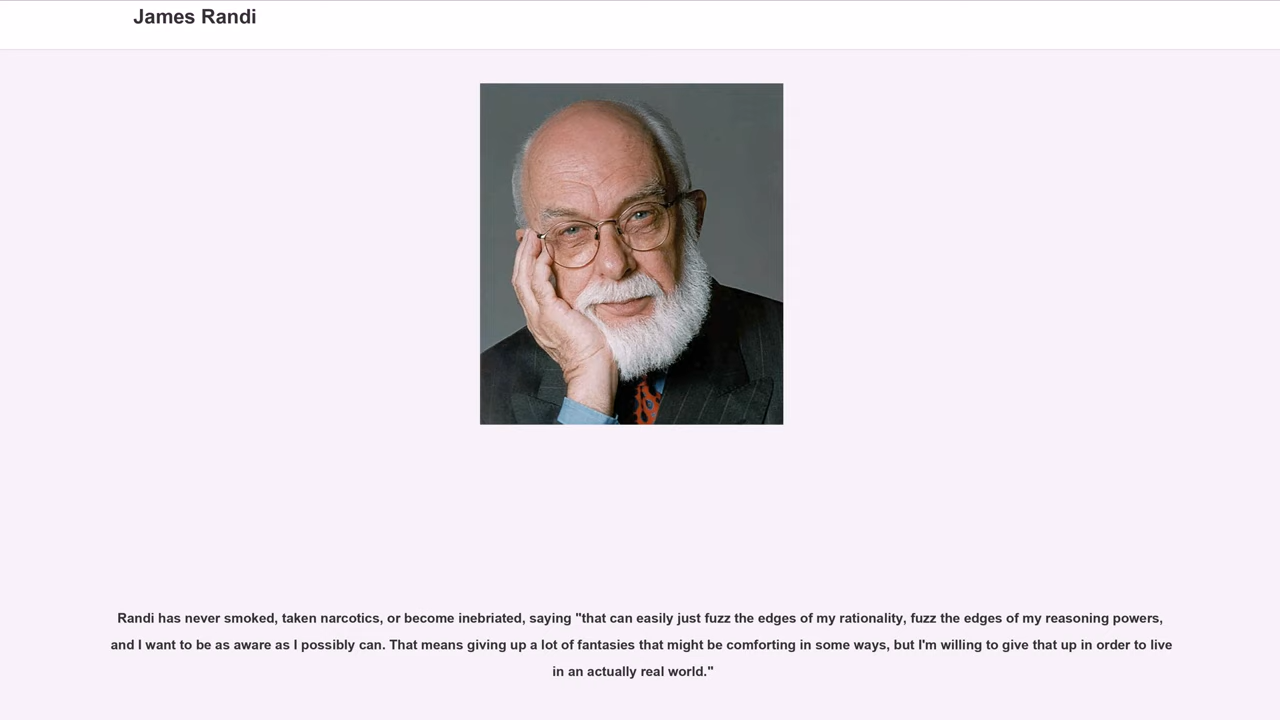 James Randi
Randi has never smoked, taken narcotics, or become inebriated, saying "that can easily just fuzz the edges of my rationality, fuzz the edges of my reasoning powers,
and I want to be as aware as I possibly can. That means giving up a lot of fantasies that might be comforting in some ways, but I'm willing to give that up in order to live
in an actually real world."